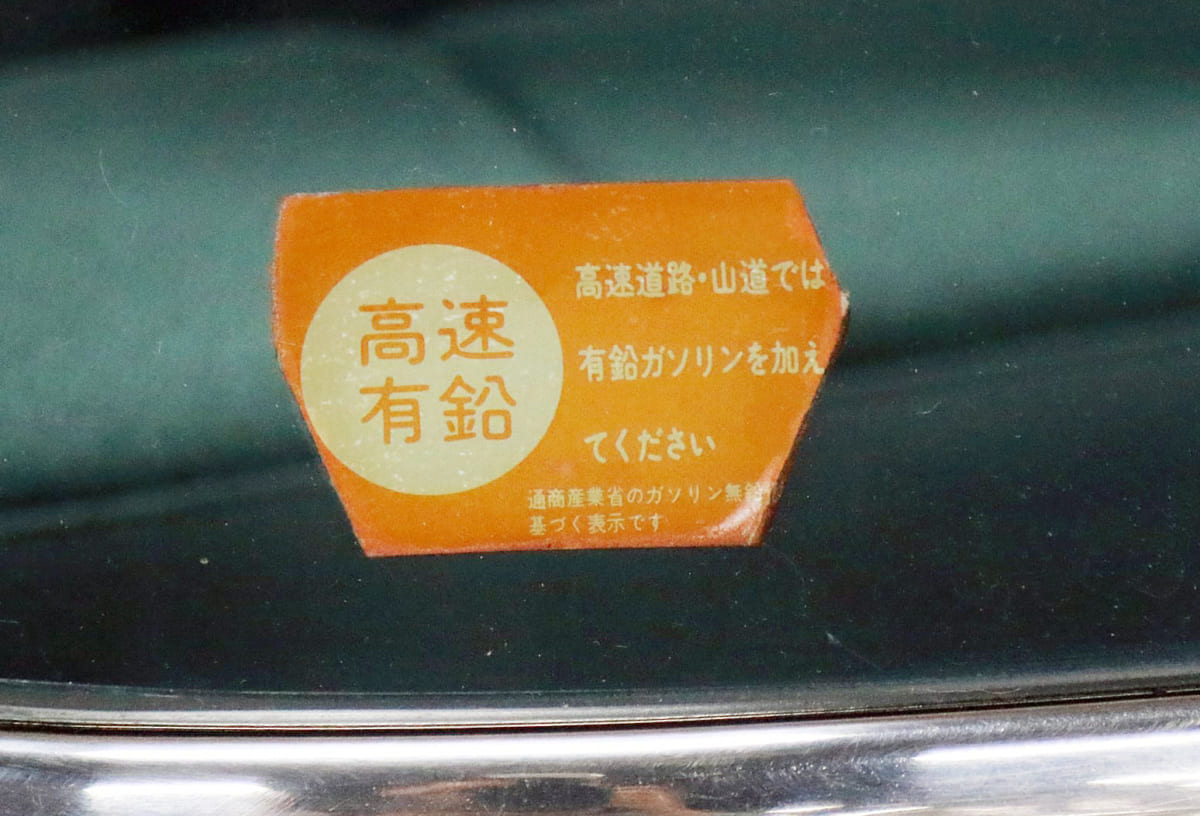 高速
有鉛
高速道路・山道では
有鉛ガソリンを加え
てください
通商産業省のガソリン無鉛
基づく表示です